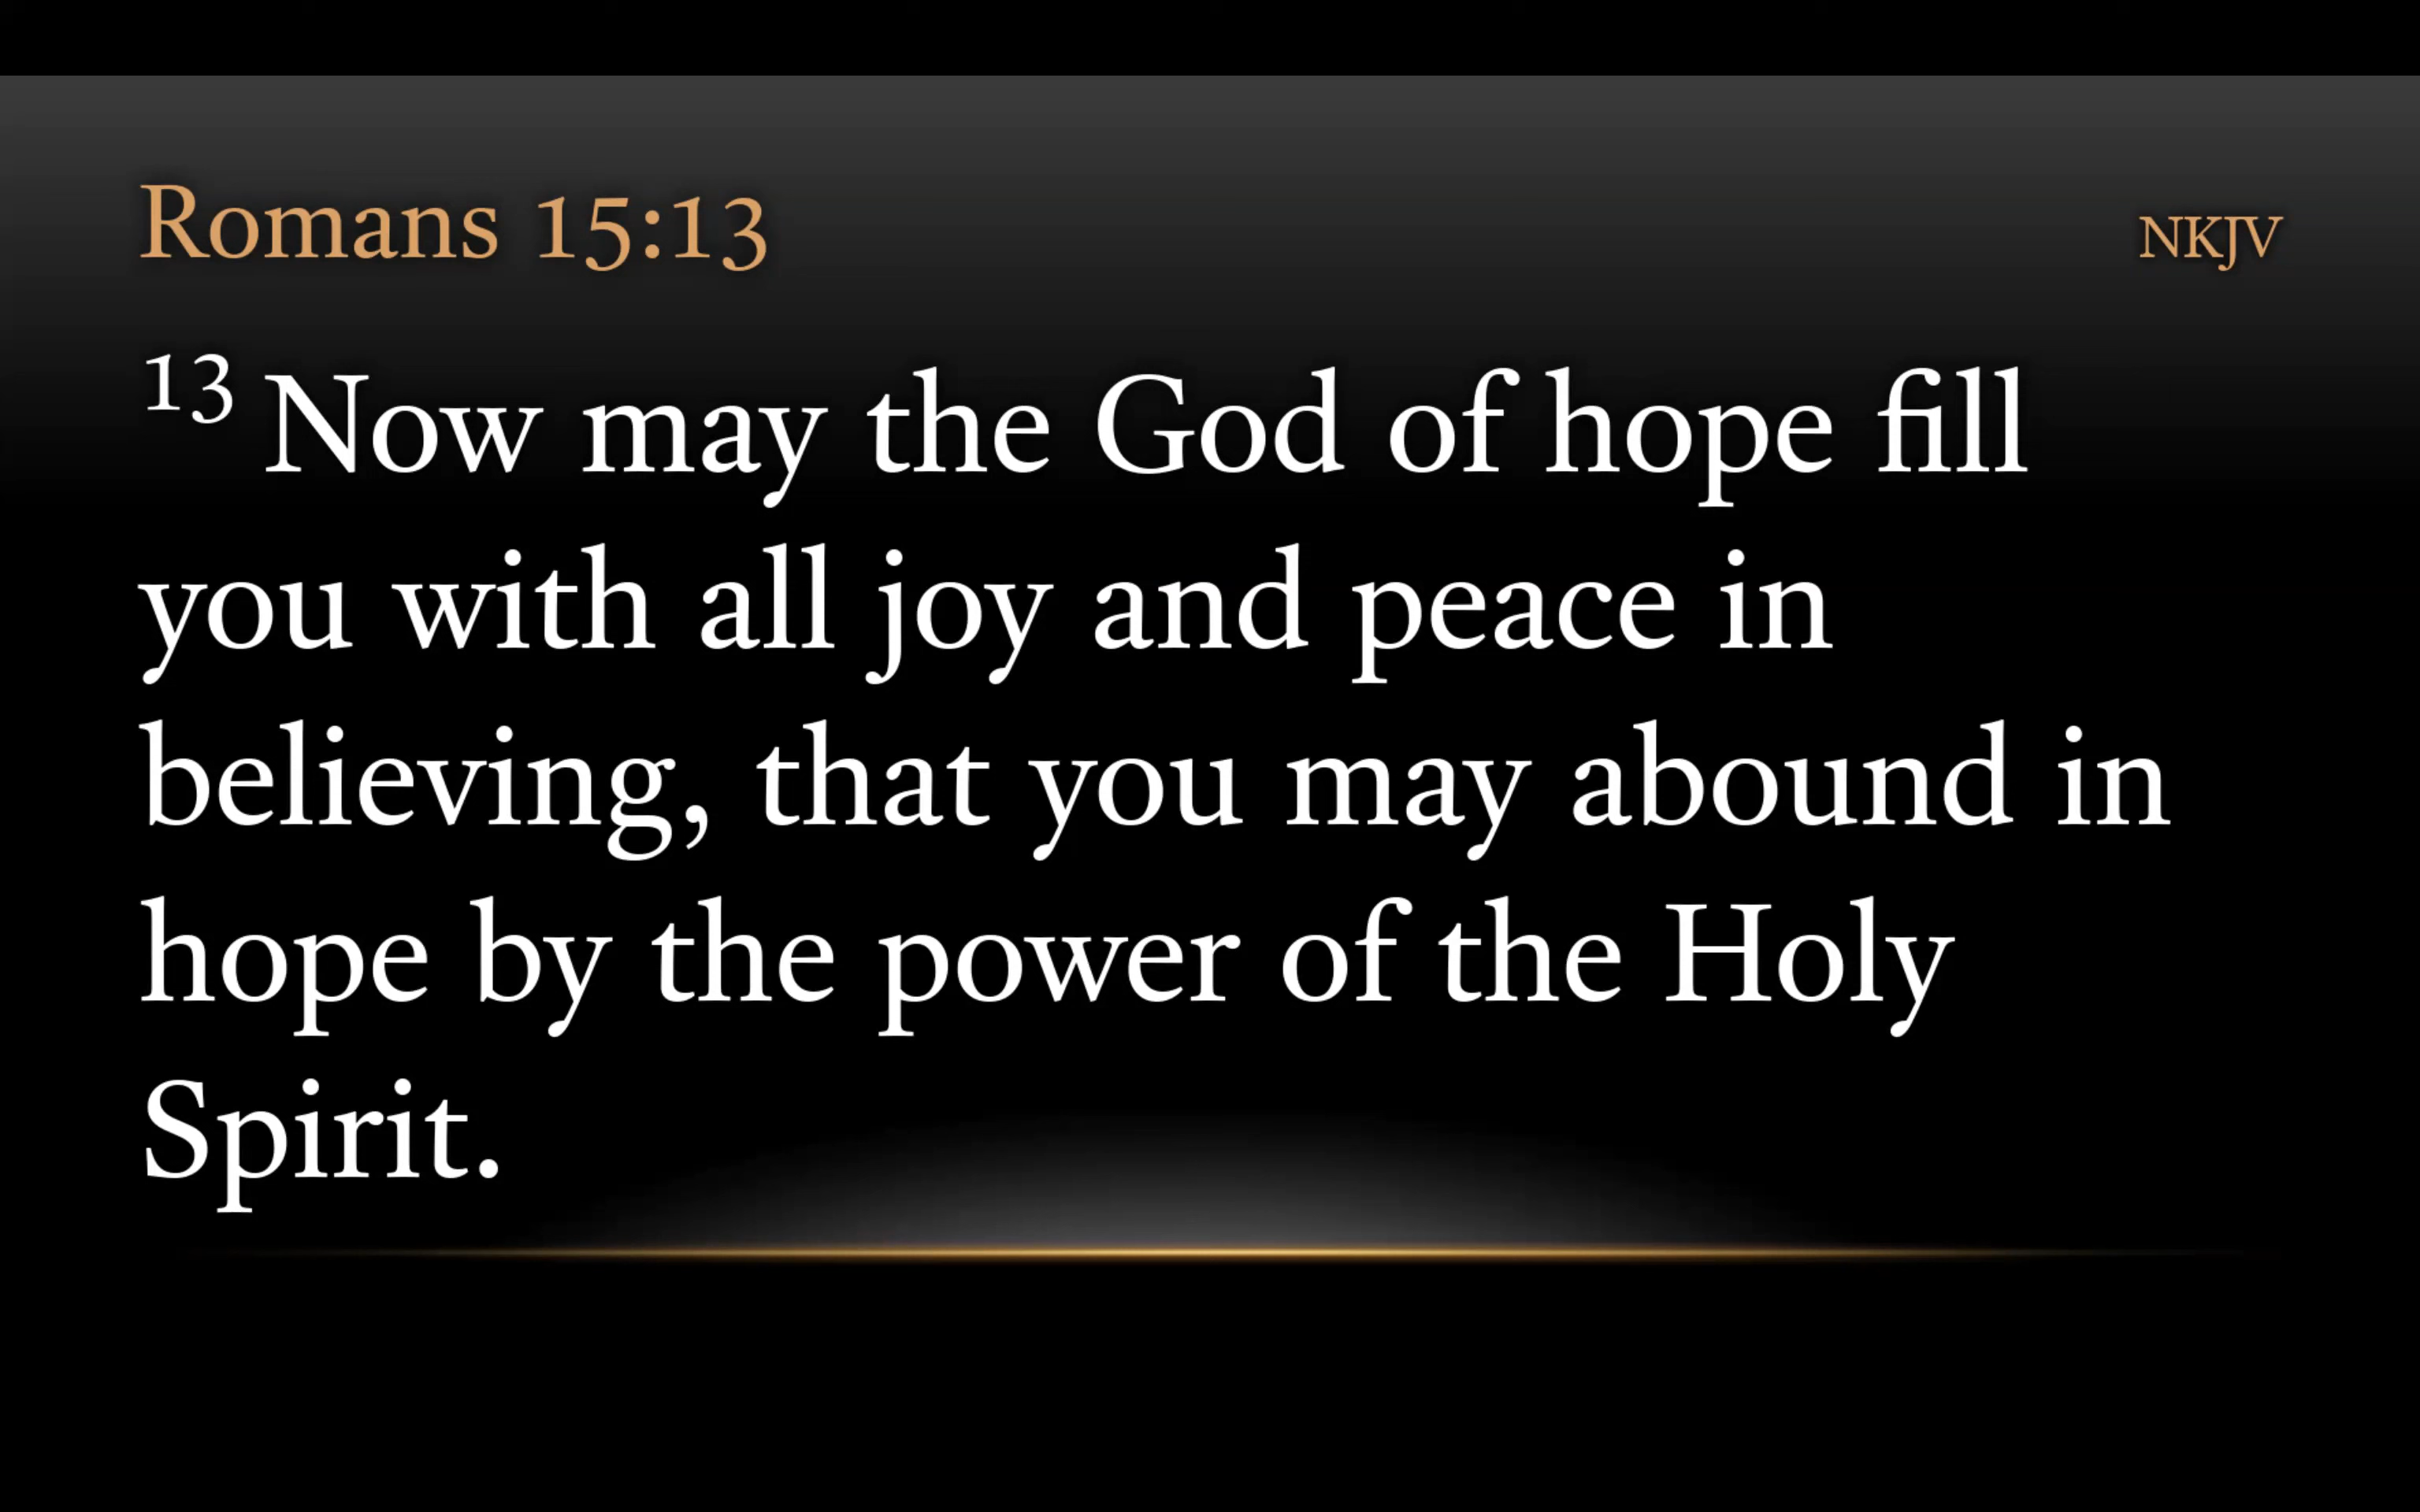 Romans 15:13 NKJV
13 Now may the God of hope fill
you with all joy and peace in
believing, that you may abound in
hope by the power of the Holy
Spirit.